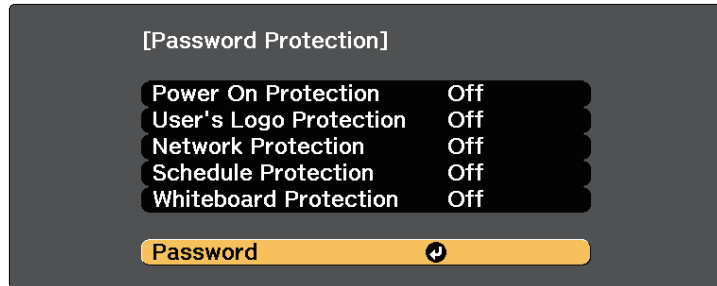 [Password Protection]
Power On Protection Off
User's Logo Protection Off
Network Protection Off
Schedule Protection Off
Whiteboard Protection Off
Password